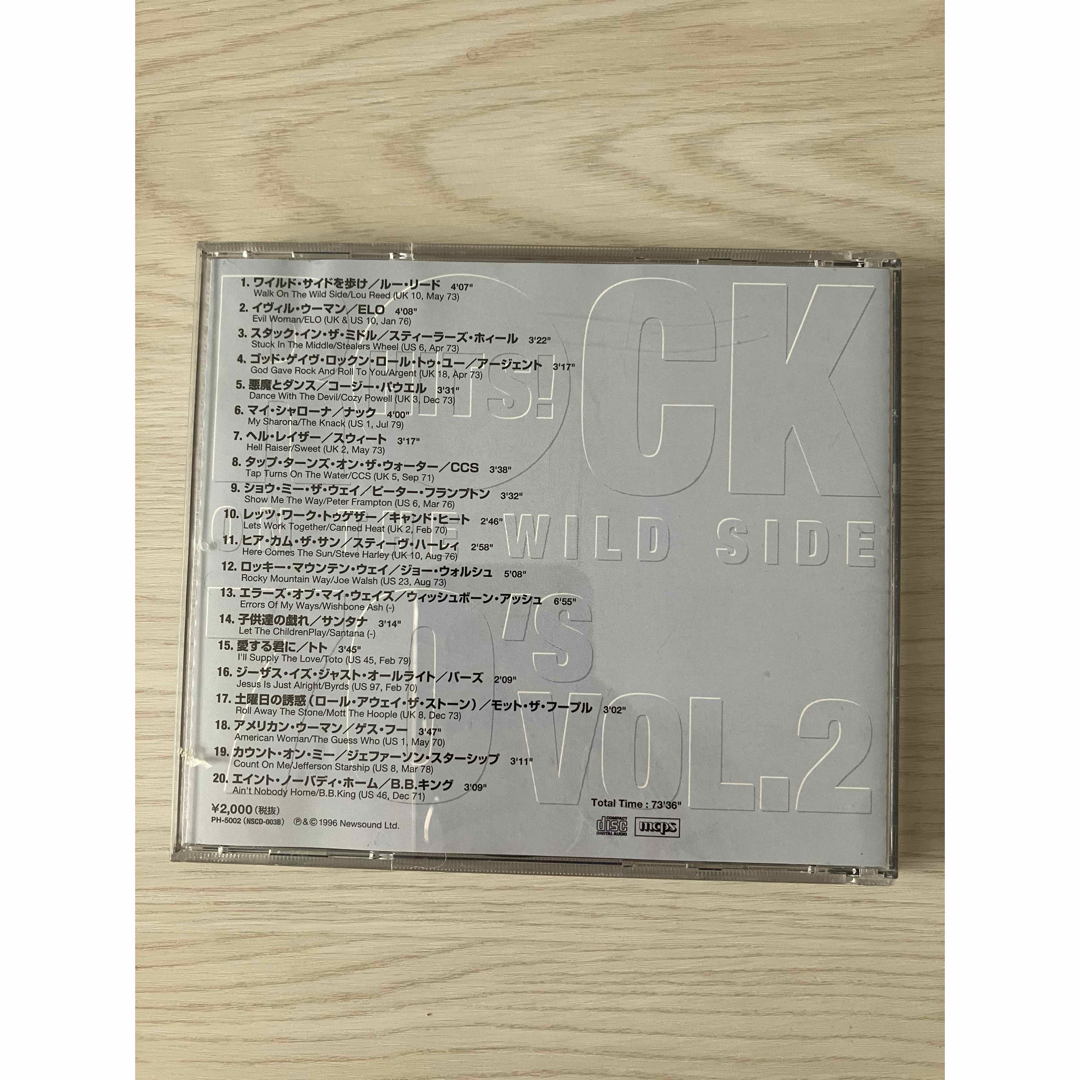 ROCK
HITS!
ON THE WILD SIDE
70's
VOL.2
1. ワイルド・サイドを歩け／ルー・リード 4'07"
Walk On The Wild Side/Lou Reed (UK 10, May 73)
2. イヴィル・ウーマン／ELO 4'08"
Evil Woman/ELO (UK & US 10, Jan 76)
3. スタック・イン・ザ・ミドル／スティーラーズ・ホィール 3'22"
Stuck In The Middle/Stealers Wheel (US 6, Apr 73)
4. ゴッド・ゲイヴ・ロックン・ロール・トゥ・ユー／アージェント 3'17"
God Gave Rock And Roll To You/Argent (UK 18, Apr 73)
5. 悪魔とダンス／コージー・パウエル 3'31"
Dance With The Devil/Cozy Powell (UK 3, Dec 73)
6. マイ・シャローナ／ナック 4'00"
My Sharona/The Knack (US 1, Jul 79)
7. ヘル・レイザー／スウィート 3'17"
Hell Raiser/Sweet (UK 2, May 73)
8. タップ・ターンズ・オン・ザ・ウォーター／CCS 3'38"
Tap Turns On The Water/CCS (UK 5, Sep 71)
9. ショウ・ミー・ザ・ウェイ／ピーター・フランプトン 3'32"
Show Me The Way/Peter Frampton (US 6, Mar 76)
10. レッツ・ワーク・トゥゲザー／キャンド・ヒート 2'46"
Lets Work Together/Canned Heat (UK 2, Feb 70)
11. ヒア・カム・ザ・サン／スティーヴ・ハーレィ 2'58"
Here Comes The Sun/Steve Harley (UK 10, Aug 76)
12. ロッキー・マウンテン・ウェイ／ジョー・ウォルシュ 5'08"
Rocky Mountain Way/Joe Walsh (US 23, Aug 73)
13. エラーズ・オブ・マイ・ウェイズ／ウィッシュボーン・アッシュ 6'55"
Errors Of My Ways/Wishbone Ash (-)
14. 子供達の戯れ／サンタナ 3'14"
Let The ChildrenPlay/Santana (-)
15. 愛する君に／トト 3'45"
I'll Supply The Love/Toto (US 45, Feb 79)
16. ジーザス・イズ・ジャスト・オールライト／バーズ 2'09"
Jesus Is Just Alright/Byrds (US 97, Feb 70)
17. 土曜日の誘惑（ロール・アウェイ・ザ・ストーン）／モット・ザ・フープル 3'02"
Roll Away The Stone/Mott The Hoople (UK 8, Dec 73)
18. アメリカン・ウーマン／ゲス・フー 3'47"
American Woman/The Guess Who (US 1, May 70)
19. カウント・オン・ミー／ジェファーソン・スターシップ 3'11"
Count On Me/Jefferson Starship (US 8, Mar 78)
20. エイント・ノーバディ・ホーム／B.B.キング 3'09"
Ain't Nobody Home/B.B.King (US 46, Dec 71)
¥2,000（税抜）
PH-5002 (NSCD-003B) ℗&©1996 Newsound Ltd.
Total Time : 73'36"
COMPACT disc DIGITAL AUDIO
mcps